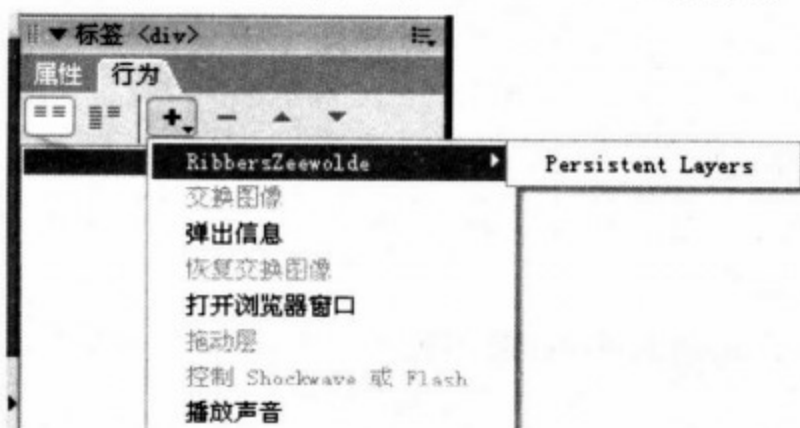 标签 <div>
属性 行为
RibbersZeewolde Persistent Layers
交换图像
弹出信息
恢复交换图像
打开浏览器窗口
拖动层
控制 Shockwave 或 Flash
播放声音